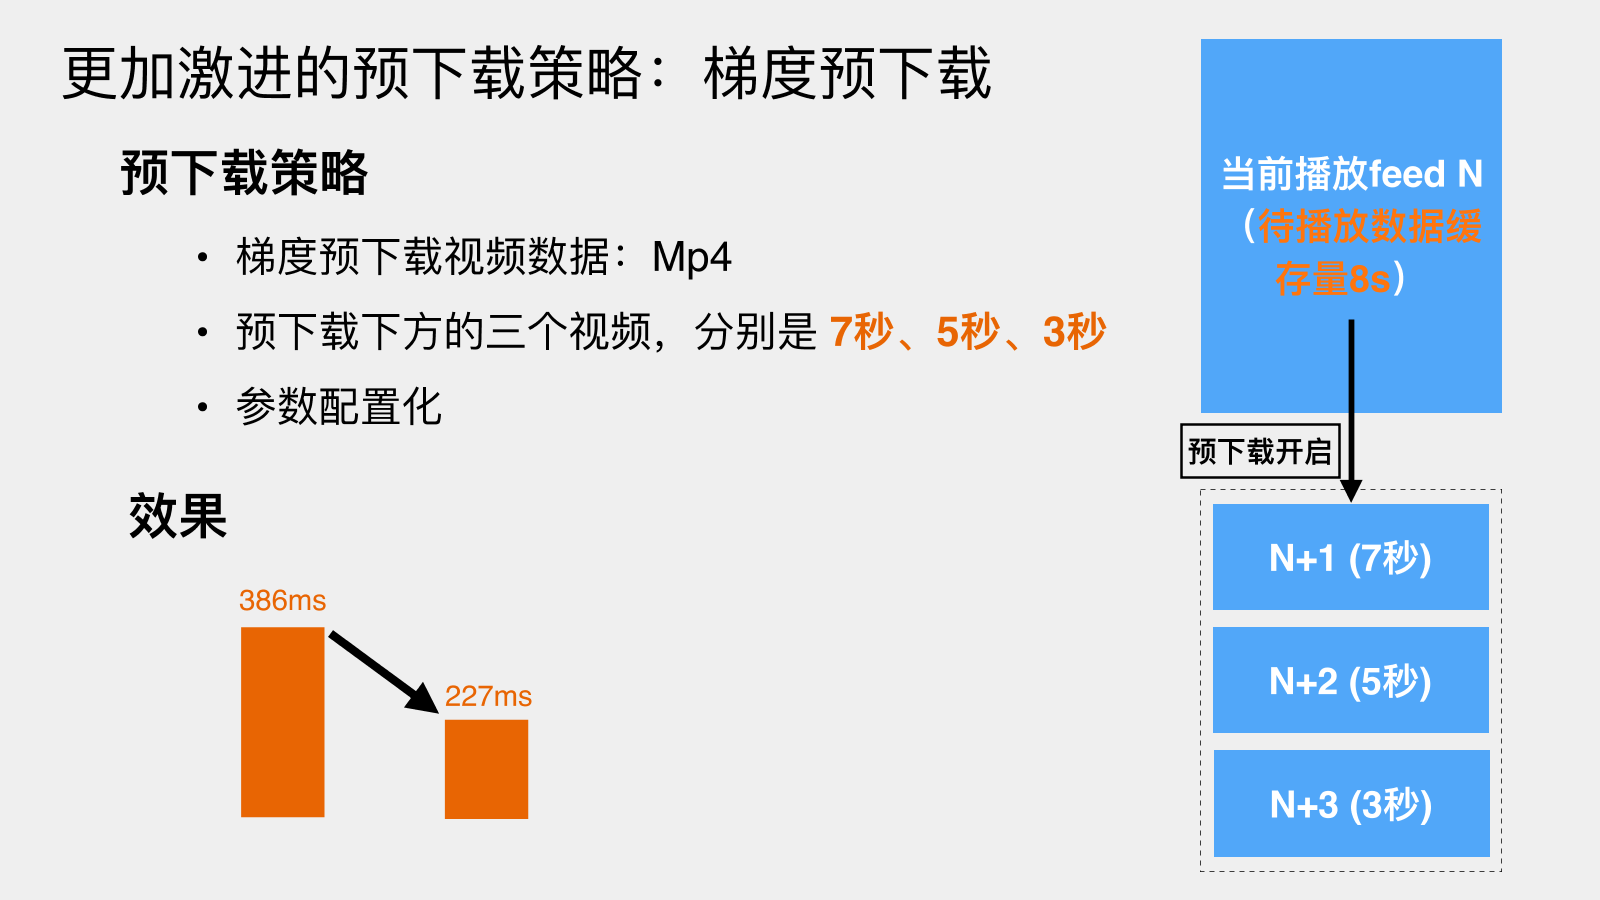 更加激进的预下载策略：梯度预下载
预下载策略
• 梯度预下载视频数据：Mp4
• 预下载下方的三个视频，分别是 7秒、5秒、3秒
• 参数配置化
效果
386ms
227ms
当前播放feed N
（待播放数据缓
存量8s）
预下载开启
N+1 (7秒)
N+2 (5秒)
N+3 (3秒)